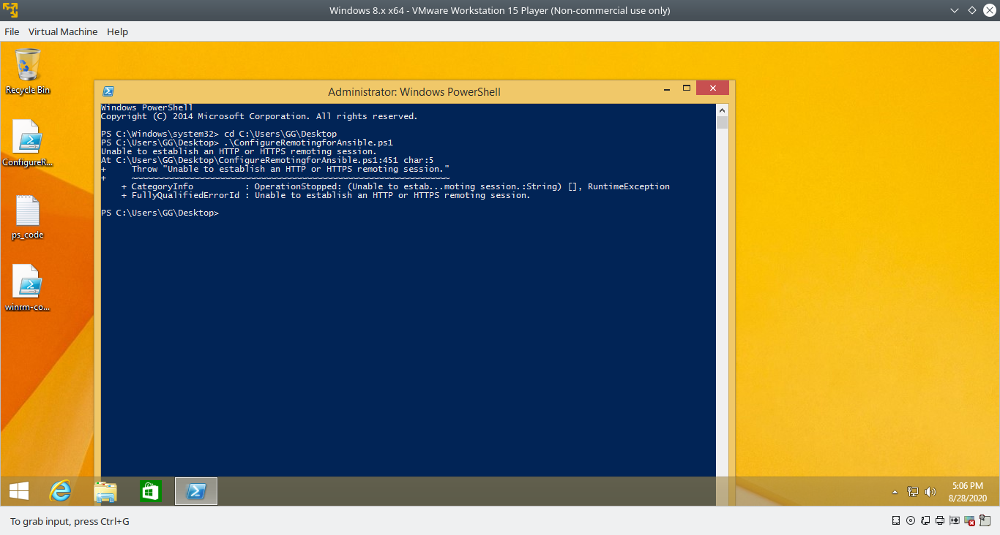 Windows 8.x x64 - VMware Workstation 15 Player (Non-commercial use only)
File Virtual Machine Help
Recycle Bin
ConfigureR...
ps_code
winrm-co...
Administrator: Windows PowerShell
Windows PowerShell
Copyright (C) 2014 Microsoft Corporation. All rights reserved.
PS C:\Windows\system32> cd C:\Users\GG\Desktop
PS C:\Users\GG\Desktop> .\ConfigureRemotingforAnsible.ps1
Unable to establish an HTTP or HTTPS remoting session.
At C:\Users\GG\Desktop\ConfigureRemotingforAnsible.ps1:451 char:5
+     Throw "Unable to establish an HTTP or HTTPS remoting session."
+     ~~~~~~~~~~~~~~~~~~~~~~~~~~~~~~~~~~~~~~~~~~~~~~~~~~~~~~~~~~~~~~
    + CategoryInfo          : OperationStopped: (Unable to estab...moting session.:String) [], RuntimeException
    + FullyQualifiedErrorId : Unable to establish an HTTP or HTTPS remoting session.
PS C:\Users\GG\Desktop>
5:06 PM
8/28/2020
To grab input, press Ctrl+G